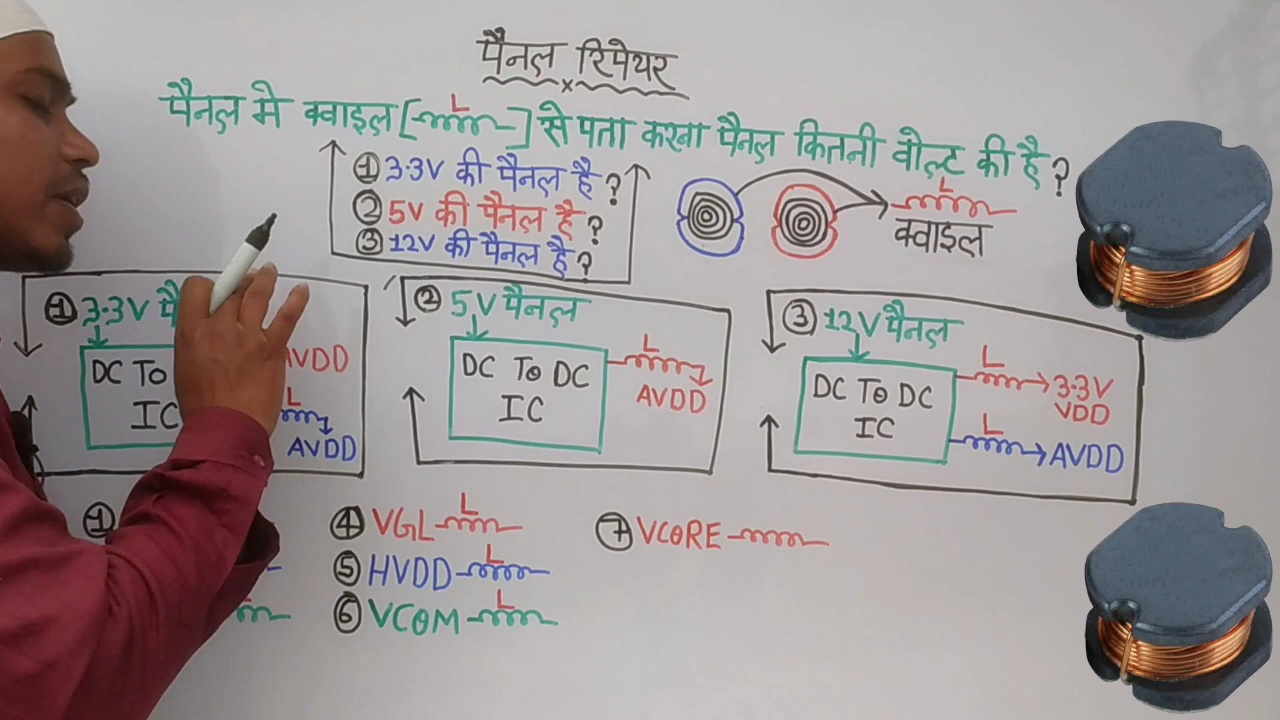 पैनल रिपेयर
पैनल मे क्वाइल [ L ] से पता करना पैनल कितनी वोल्ट की है ?
① 3.3V की पैनल है ?
② 5V की पैनल है ?
③ 12V की पैनल है ?
L
क्वाइल
① 3.3V
DC TO
IC
AVDD
L
AVDD
② 5V पैनल
DC TO DC
IC
L
AVDD
③ 12V पैनल
DC TO DC
IC
L
3.3V
VDD
L
AVDD
①
④ VGL L
⑤ HVDD L
⑥ VCOM L
⑦ VCORE